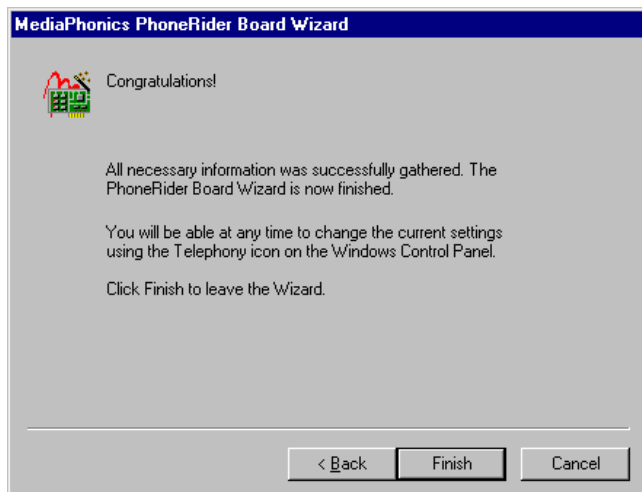 MediaPhonics PhoneRider Board Wizard
Congratulations!
All necessary information was successfully gathered. The
PhoneRider Board Wizard is now finished.
You will be able at any time to change the current settings
using the Telephony icon on the Windows Control Panel.
Click Finish to leave the Wizard.
< Back
Finish
Cancel